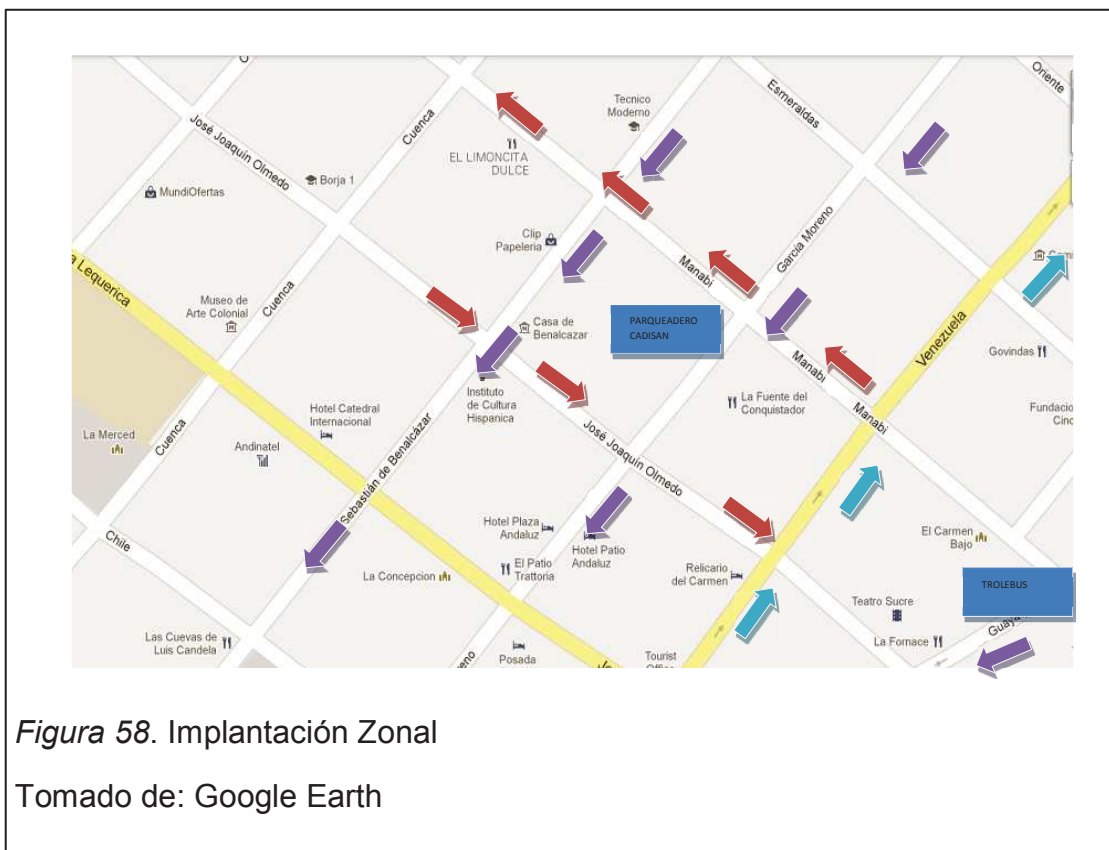 Oriente
Esmeraldas
Tecnico
Moderno
Cuenca
José Joaquín Olmedo
EL LIMONCITA
DULCE
Borja 1
MundiOfertas
García Moreno
Clip
Papeleria
Manabi
a Lequerica
Cuenca
Museo de
Arte Colonial
Casa de
Benalcazar
PARQUEADERO
CADISAN
Venezuela
Govindas
Manabi
Instituto
de Cultura
Hispanica
La Fuente del
Conquistador
Manabi
Hotel Catedral
Internacional
Fundacio
Cinc
La Merced
Cuenca
Andinatel
Sebastián de Benalcázar
José Joaquín Olmedo
Chile
Hotel Plaza
Andaluz
Hotel Patio
Andaluz
El Carmen
Bajo
El Patio
Trattoria
La Concepcion
Relicario
del Carmen
TROLEBUS
Teatro Sucre
Las Cuevas de
Luis Candela
La Fornace
Guaya
Posada
Tourist
Figura 58. Implantación Zonal
Tomado de: Google Earth